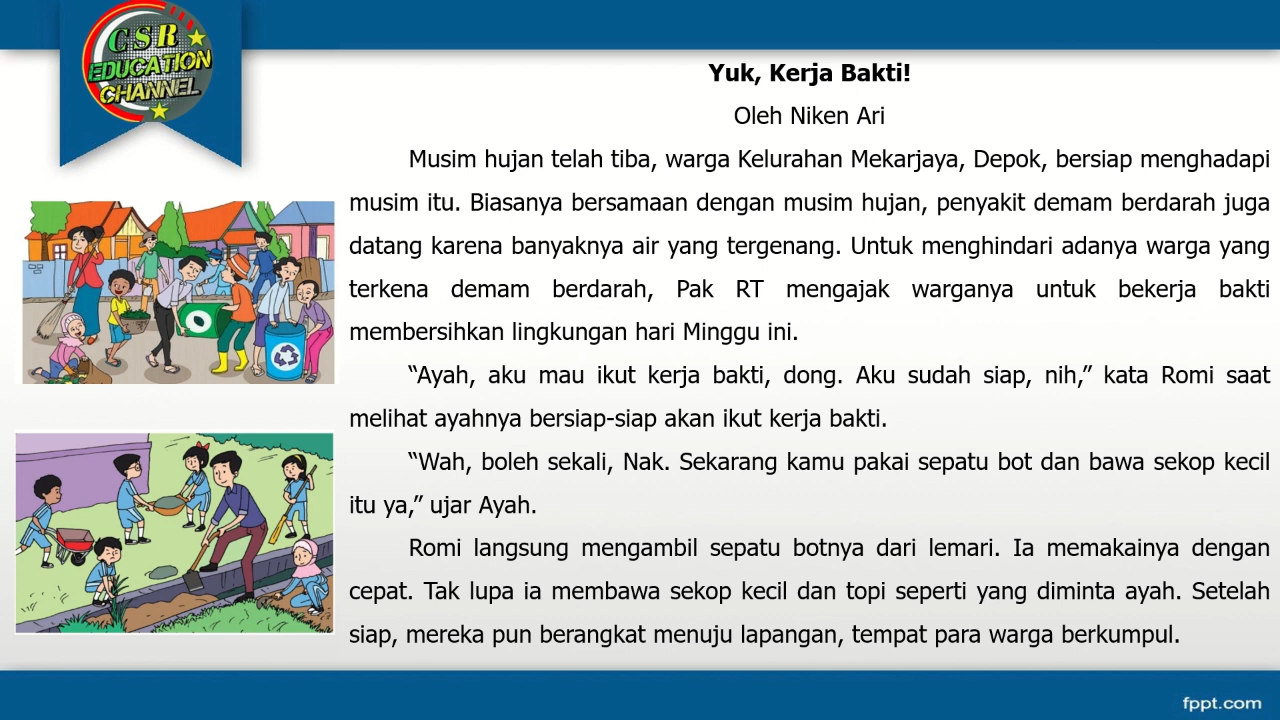 CSR
EDUCATION
CHANNEL
Yuk, Kerja Bakti!
Oleh Niken Ari
Musim hujan telah tiba, warga Kelurahan Mekarjaya, Depok, bersiap menghadapi
musim itu. Biasanya bersamaan dengan musim hujan, penyakit demam berdarah juga
datang karena banyaknya air yang tergenang. Untuk menghindari adanya warga yang
terkena demam berdarah, Pak RT mengajak warganya untuk bekerja bakti
membersihkan lingkungan hari Minggu ini.
“Ayah, aku mau ikut kerja bakti, dong. Aku sudah siap, nih,” kata Romi saat
melihat ayahnya bersiap-siap akan ikut kerja bakti.
“Wah, boleh sekali, Nak. Sekarang kamu pakai sepatu bot dan bawa sekop kecil
itu ya,” ujar Ayah.
Romi langsung mengambil sepatu botnya dari lemari. Ia memakainya dengan
cepat. Tak lupa ia membawa sekop kecil dan topi seperti yang diminta ayah. Setelah
siap, mereka pun berangkat menuju lapangan, tempat para warga berkumpul.
fppt.com